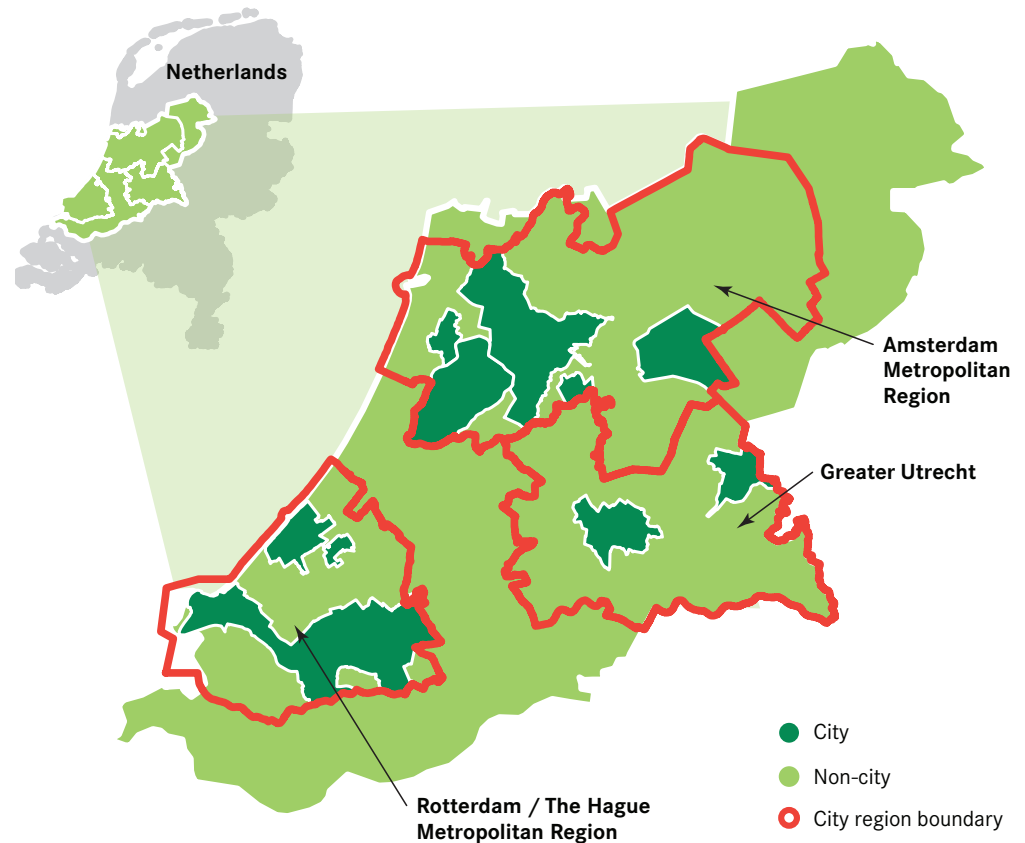 Netherlands
Amsterdam
Metropolitan
Region
Greater Utrecht
City
Non-city
City region boundary
Rotterdam / The Hague
Metropolitan Region